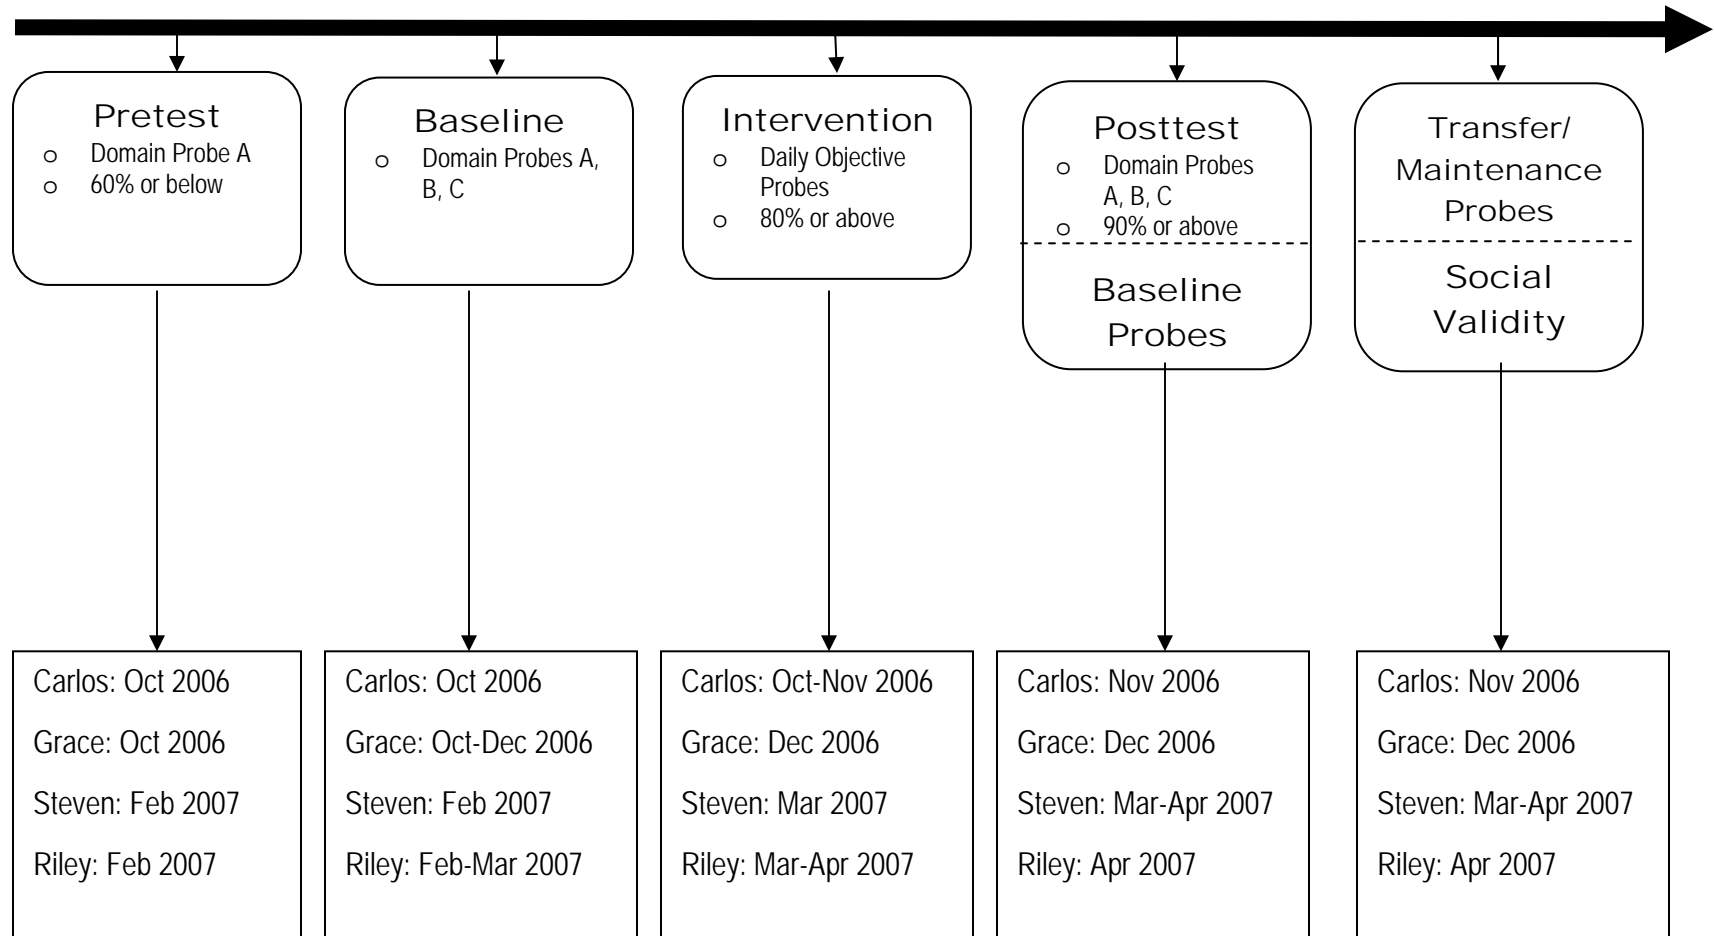 Pretest
o Domain Probe A
o 60% or below
Baseline
o Domain Probes A,
B, C
Intervention
o Daily Objective
Probes
o 80% or above
Posttest
o Domain Probes
A, B, C
o 90% or above
Baseline
Probes
Transfer/
Maintenance
Probes
Social
Validity
Carlos: Oct 2006
Grace: Oct 2006
Steven: Feb 2007
Riley: Feb 2007
Carlos: Oct 2006
Grace: Oct-Dec 2006
Steven: Feb 2007
Riley: Feb-Mar 2007
Carlos: Oct-Nov 2006
Grace: Dec 2006
Steven: Mar 2007
Riley: Mar-Apr 2007
Carlos: Nov 2006
Grace: Dec 2006
Steven: Mar-Apr 2007
Riley: Apr 2007
Carlos: Nov 2006
Grace: Dec 2006
Steven: Mar-Apr 2007
Riley: Apr 2007